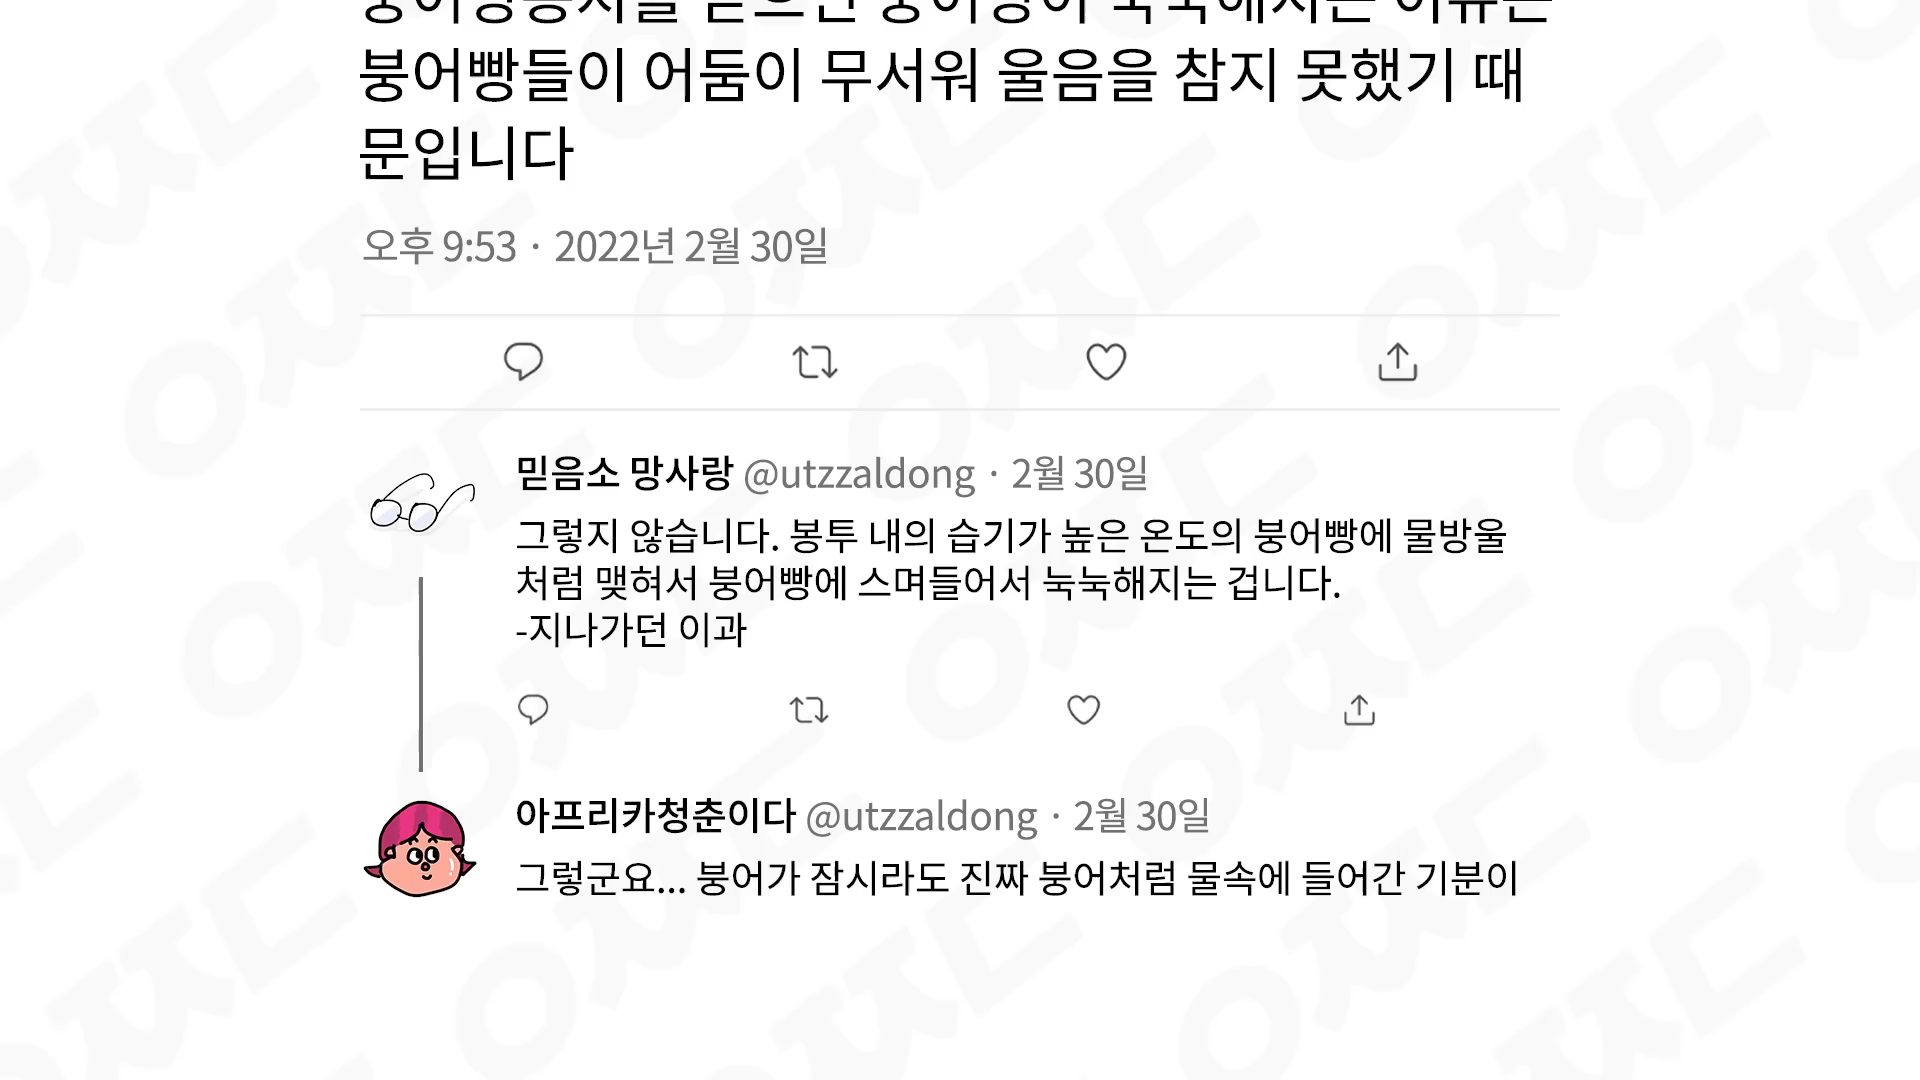 붕어빵들이 어둠이 무서워 울음을 참지 못했기 때
문입니다
오후 9:53 · 2022년 2월 30일
믿음소 망사랑 @utzzaldong · 2월 30일
그렇지 않습니다. 봉투 내의 습기가 높은 온도의 붕어빵에 물방울
처럼 맺혀서 붕어빵에 스며들어서 눅눅해지는 겁니다.
-지나가던 이과
아프리카청춘이다 @utzzaldong · 2월 30일
그렇군요... 붕어가 잠시라도 진짜 붕어처럼 물속에 들어간 기분이